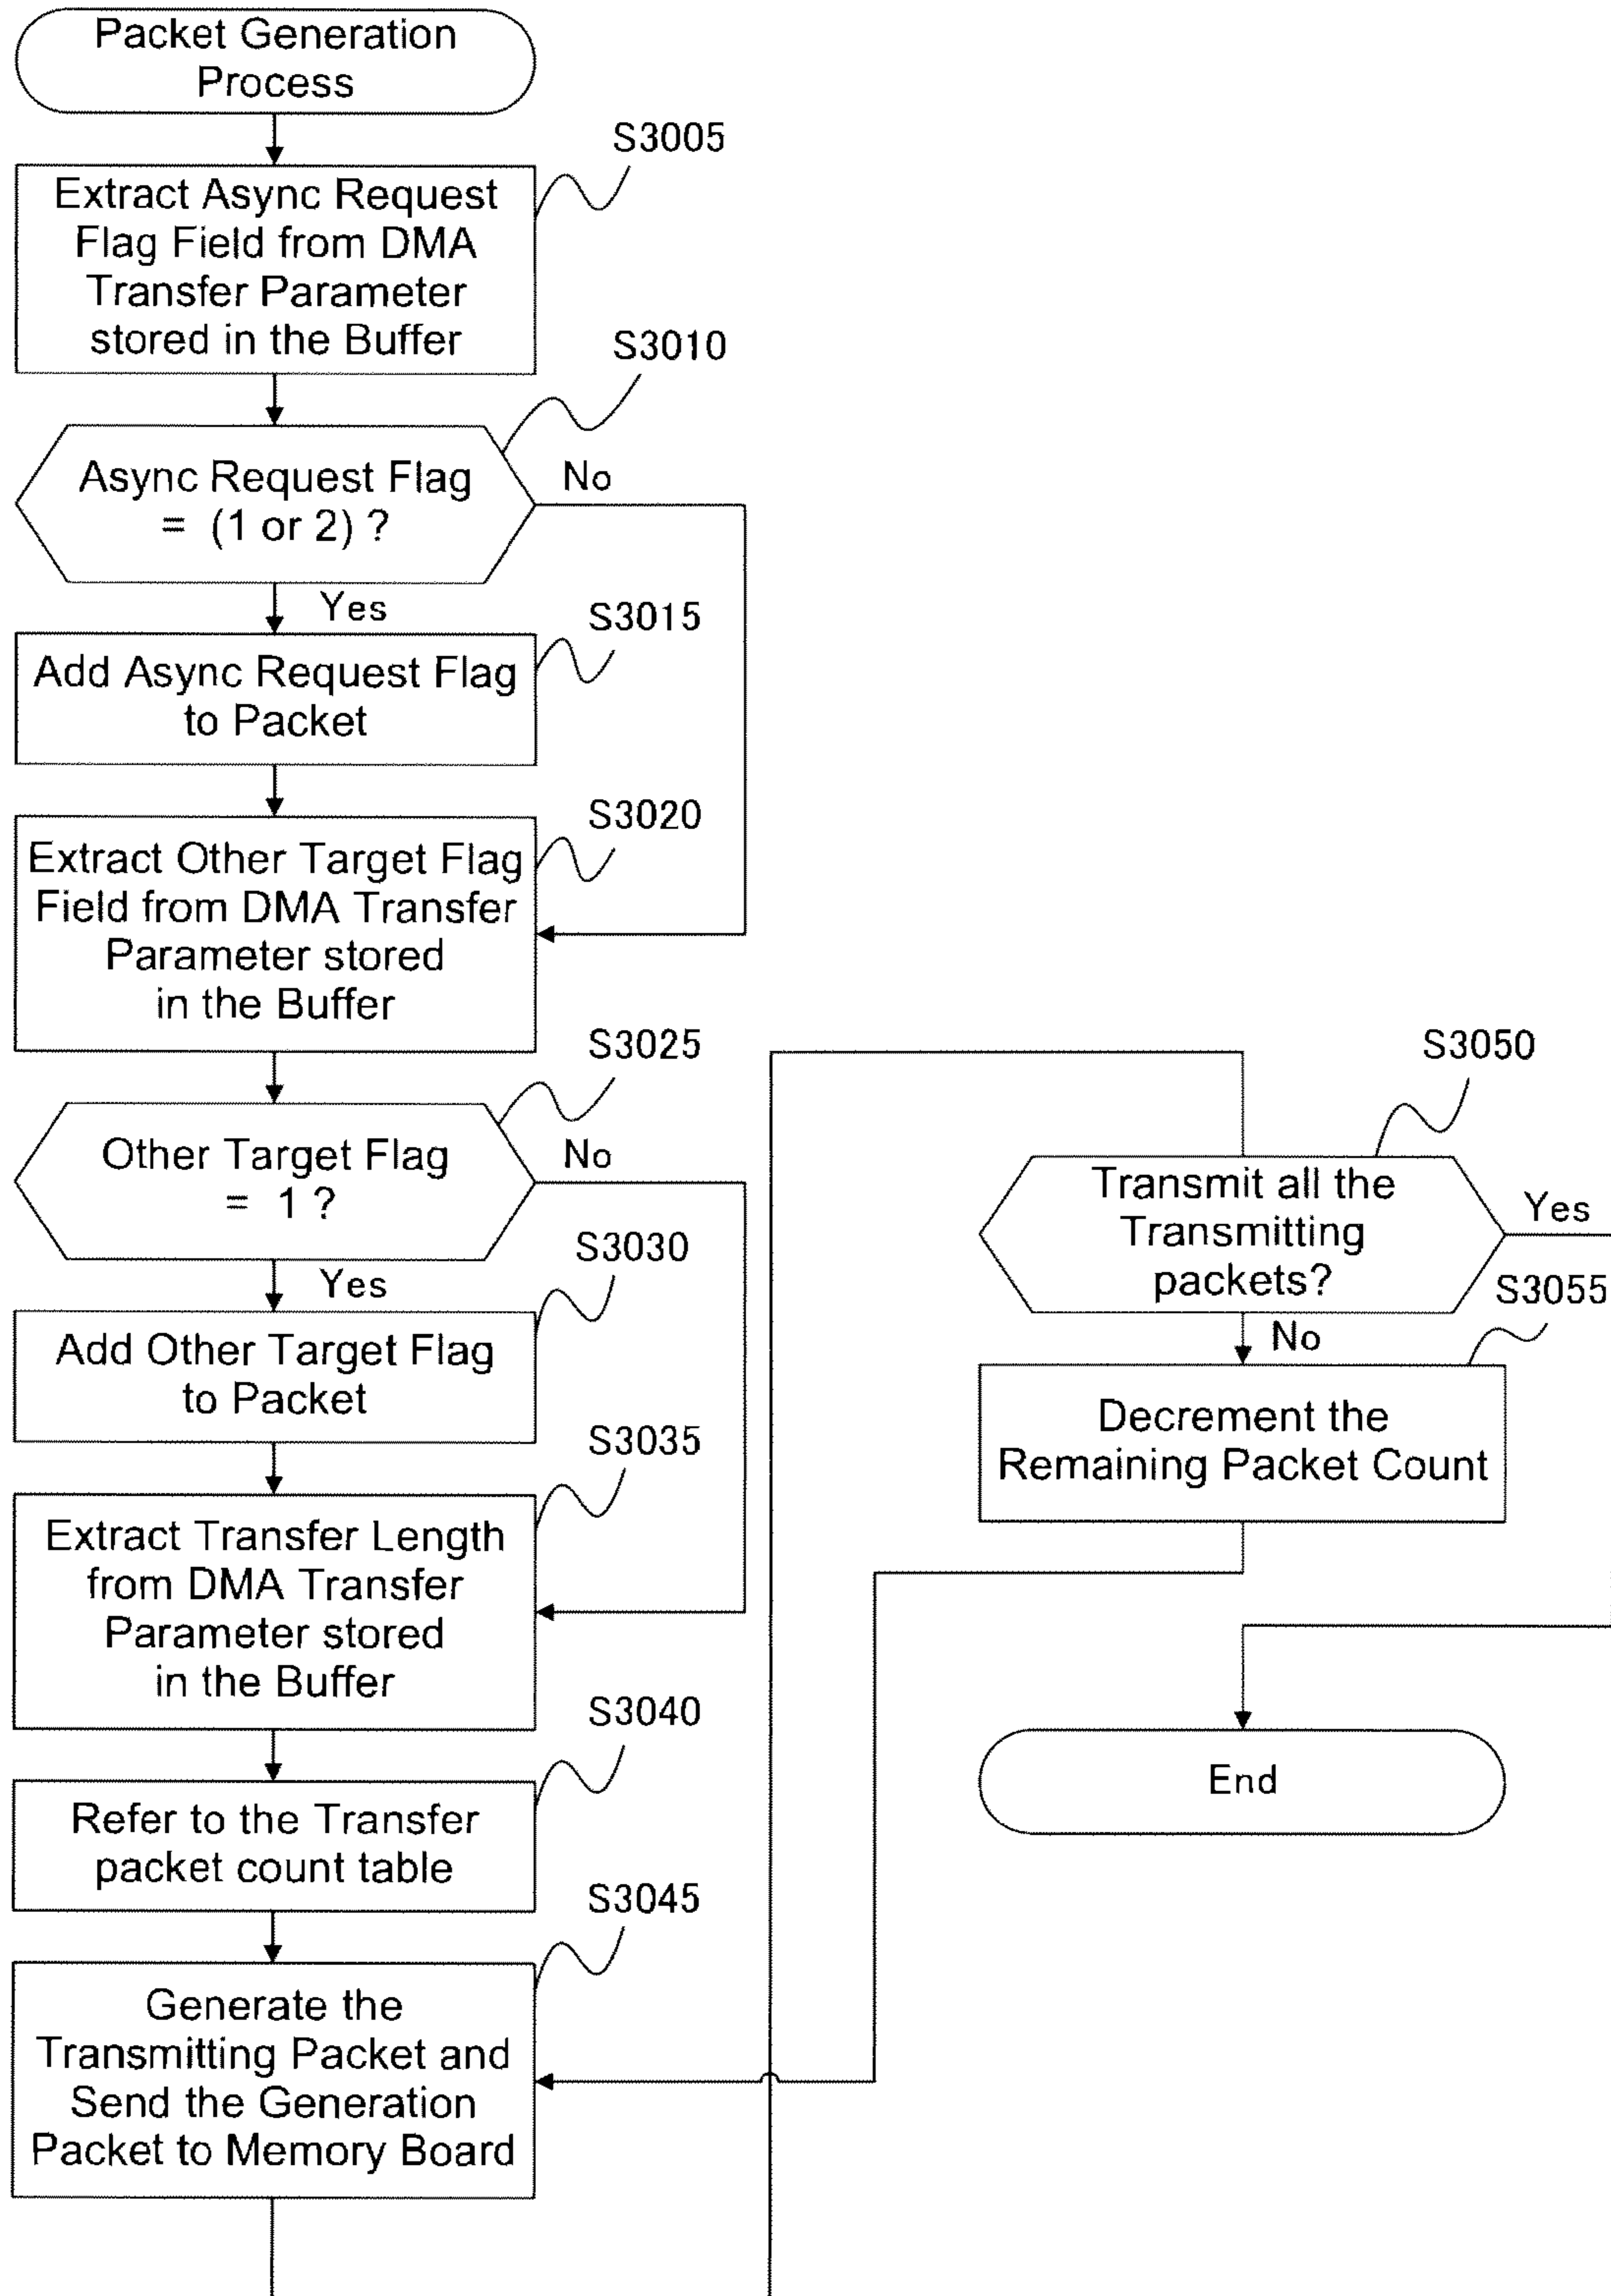 Packet Generation
Process
S3005
Extract Async Request
Flag Field from DMA
Transfer Parameter
stored in the Buffer
S3010
Async Request Flag
= (1 or 2) ?
No
Yes
S3015
Add Async Request Flag
to Packet
S3020
Extract Other Target Flag
Field from DMA Transfer
Parameter stored
in the Buffer
S3025
Other Target Flag
= 1 ?
No
Yes
S3030
Add Other Target Flag
to Packet
S3035
Extract Transfer Length
from DMA Transfer
Parameter stored
in the Buffer
S3040
Refer to the Transfer
packet count table
S3045
Generate the
Transmitting Packet and
Send the Generation
Packet to Memory Board
S3050
Transmit all the
Transmitting
packets?
Yes
No
S3055
Decrement the
Remaining Packet Count
End